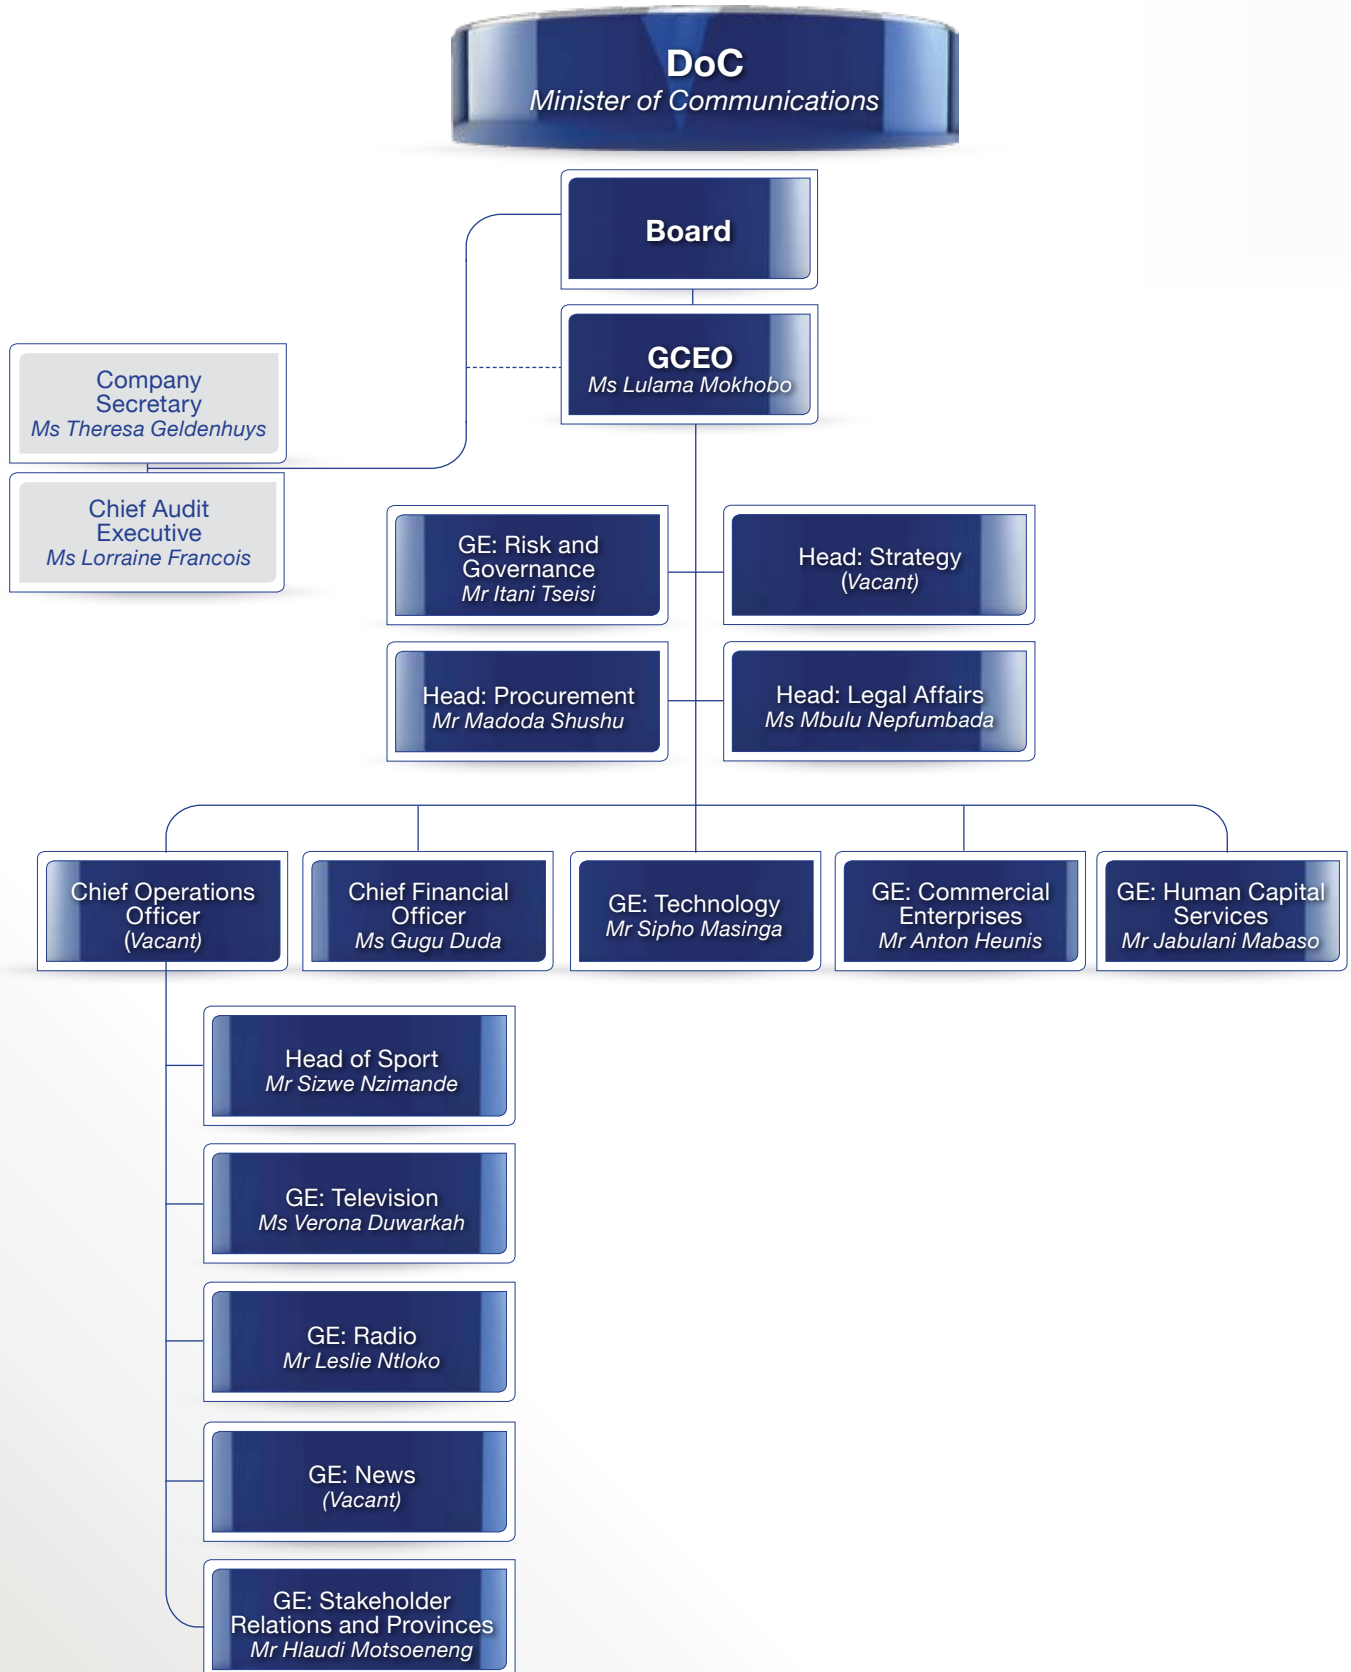 DoC
Minister of Communications
Board
GCEO
Ms Lulama Mokhobo
Company
Secretary
Ms Theresa Geldenhuys
Chief Audit
Executive
Ms Lorraine Francois
GE: Risk and
Governance
Mr Itani Tseisi
Head: Strategy
(Vacant)
Head: Procurement
Mr Madoda Shushu
Head: Legal Affairs
Ms Mbulu Nepfumbada
Chief Operations
Officer
(Vacant)
Chief Financial
Officer
Ms Gugu Duda
GE: Technology
Mr Sipho Masinga
GE: Commercial
Enterprises
Mr Anton Heunis
GE: Human Capital
Services
Mr Jabulani Mabaso
Head of Sport
Mr Sizwe Nzimande
GE: Television
Ms Verona Duwarkah
GE: Radio
Mr Leslie Ntloko
GE: News
(Vacant)
GE: Stakeholder
Relations and Provinces
Mr Hlaudi Motsoeneng